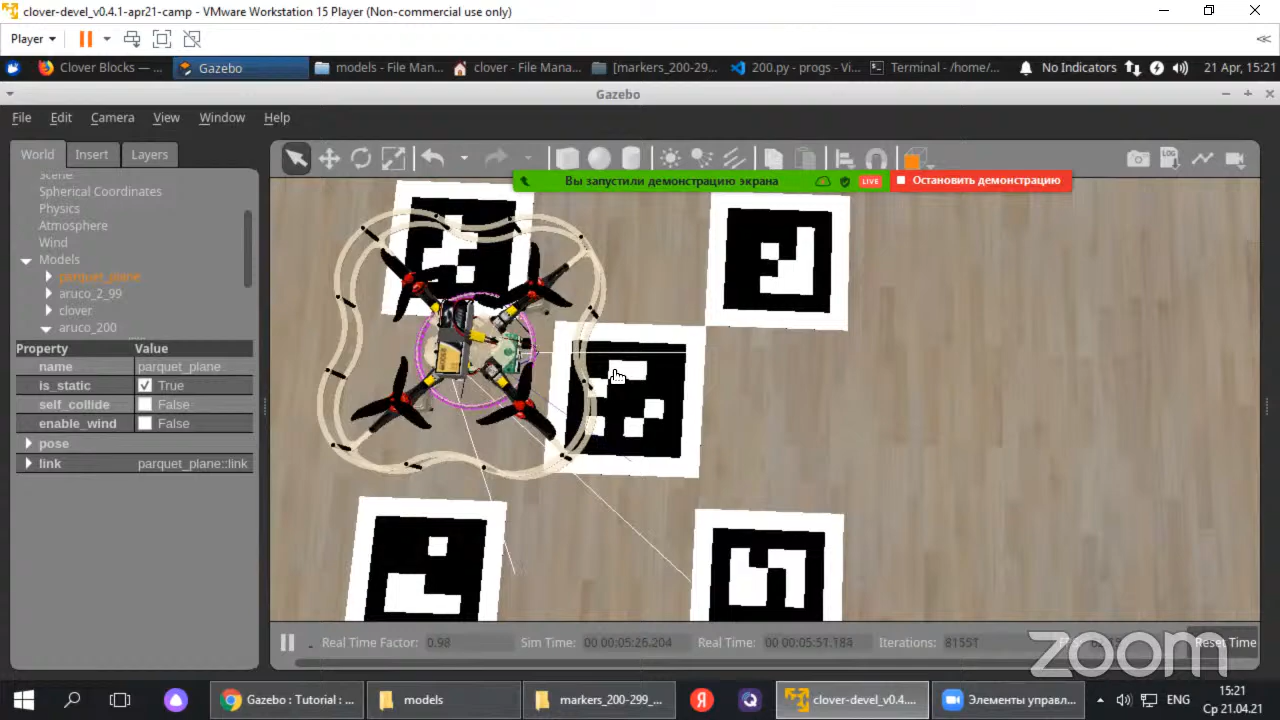 clover-devel_v0.4.1-apr21-camp - VMware Workstation 15 Player (Non-commercial use only)
Player
Clover Blocks — ...
Gazebo
models - File Man...
clover - File Mana...
[markers_200-29...
200.py - progs - Vi...
Terminal - /home/...
No Indicators
21 Apr, 15:21
Gazebo
File Edit Camera View Window Help
World Insert Layers
LOG
Вы запустили демонстрацию экрана
LIVE
Остановить демонстрацию
Scene
Spherical Coordinates
Physics
Atmosphere
Wind
Models
parquet_plane
aruco_2_99
clover
aruco_200
Property Value
name parquet_plane
is_static True
self_collide False
enable_wind False
pose
link parquet_plane::link
Real Time Factor: 0.98 Sim Time: 00 00:05:26.204 Real Time: 00 00:05:51.184 Iterations: 81551
Reset Time
zoom
Gazebo : Tutorial : ...
models
markers_200-299_...
Я
clover-devel_v0.4....
Элементы управл...
ENG
15:21
Ср 21.04.21